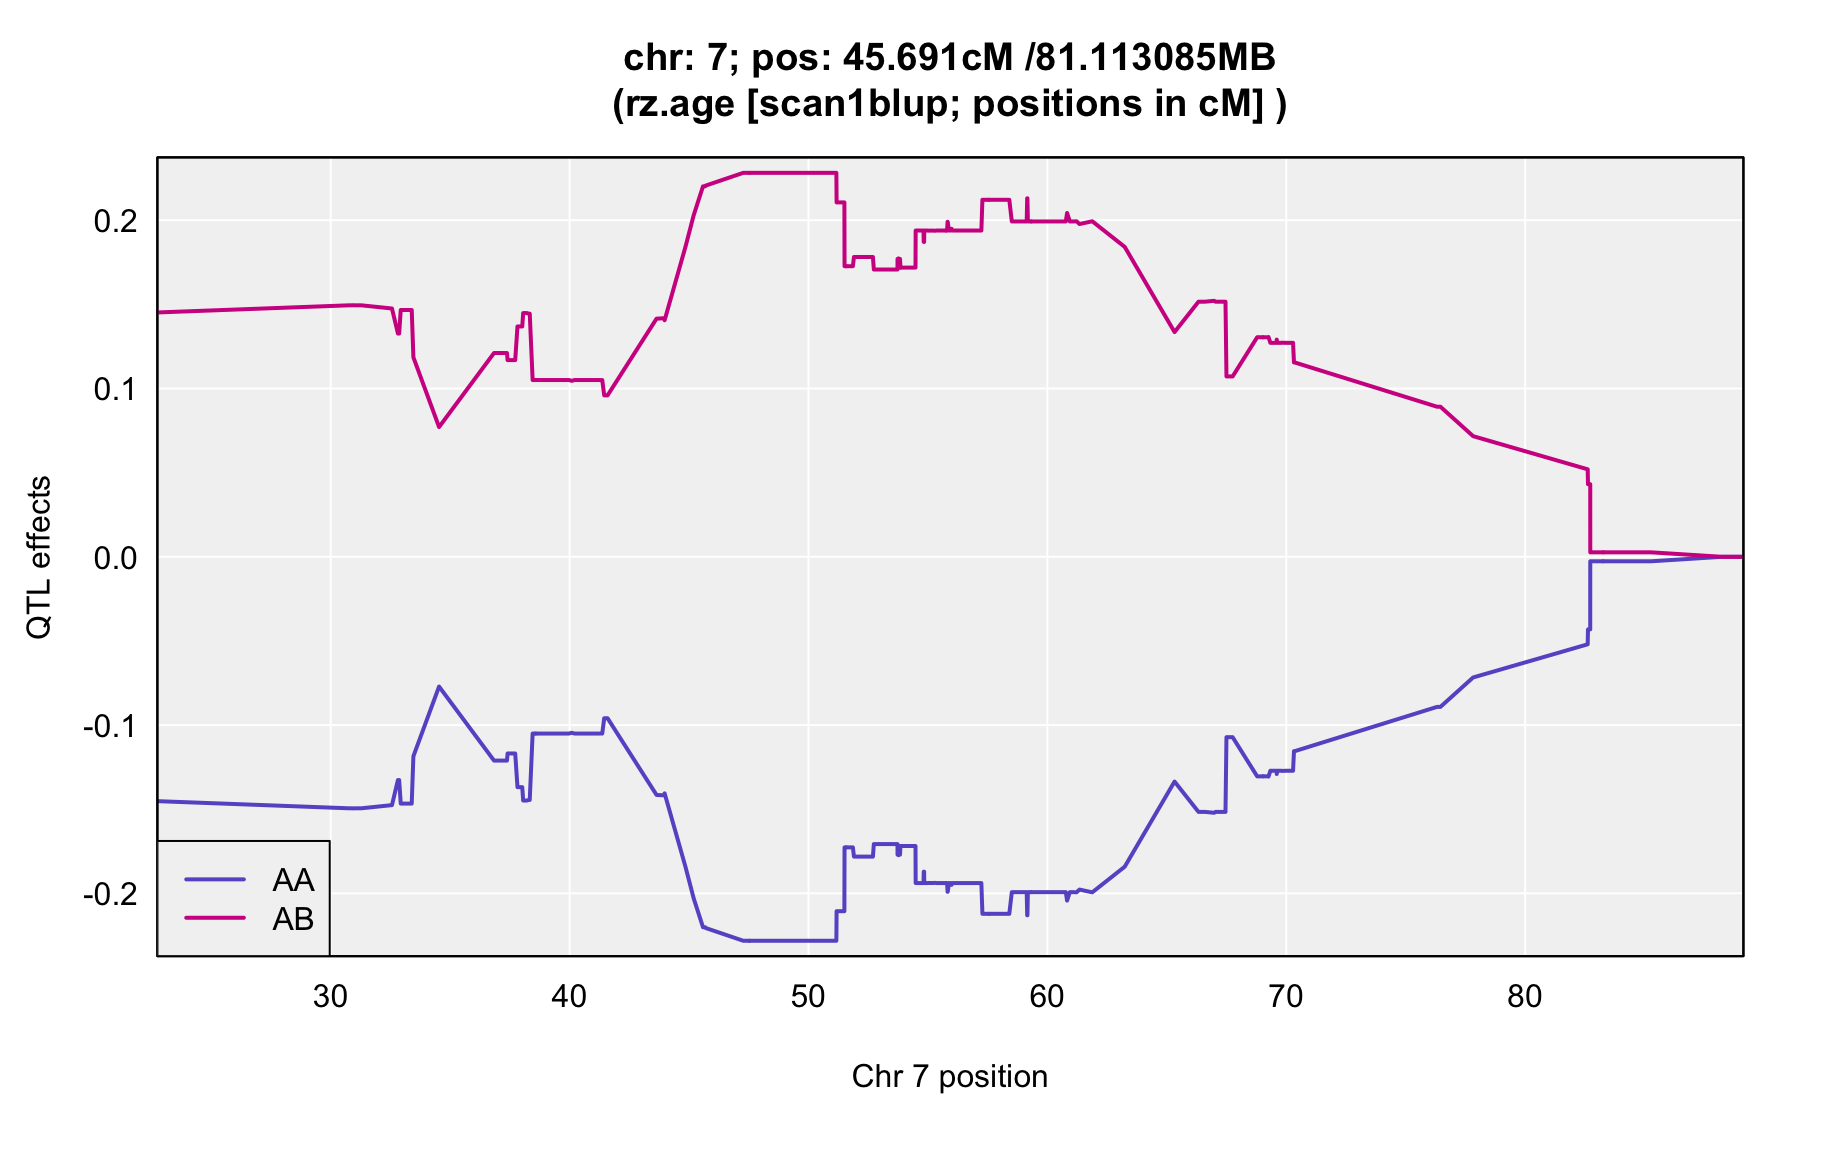 chr: 7; pos: 45.691cM /81.113085MB
(rz.age [scan1blup; positions in cM] )
QTL effects
0.2
0.1
0.0
-0.1
-0.2
AA
AB
30 40 50 60 70 80
Chr 7 position